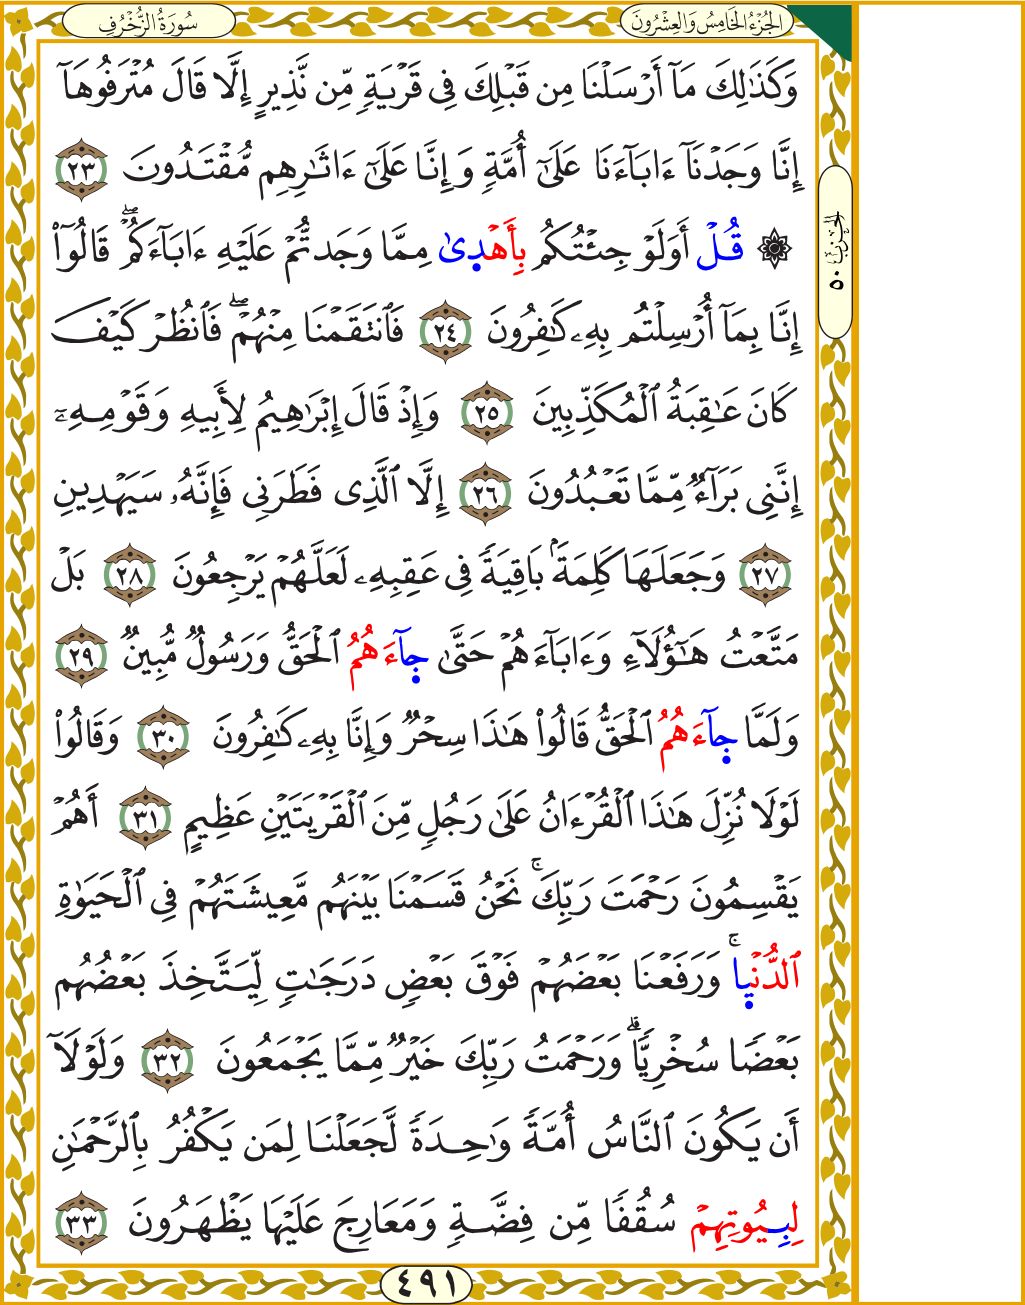 الجُزْءُ الخَامِسُ وَالعِشْرُونَ
سُورَةُ الزُّخْرُفِ
وَكَذَٰلِكَ مَآ أَرْسَلْنَا مِن قَبْلِكَ فِى قَرْيَةٍ مِّن نَّذِيرٍ إِلَّا قَالَ مُتْرَفُوهَآ
إِنَّا وَجَدْنَآ ءَابَآءَنَا عَلَىٰٓ أُمَّةٍ وَإِنَّا عَلَىٰٓ ءَاثَـٰرِهِم مُّقْتَدُونَ ٢٣
۞ قُلْ أَوَلَوْ جِئْتُكُم بِأَهْدَىٰ مِمَّا وَجَدتُّمْ عَلَيْهِ ءَابَآءَكُمْ ۖ قَالُوٓا۟
إِنَّا بِمَآ أُرْسِلْتُم بِهِۦ كَـٰفِرُونَ ٢٤ فَٱنتَقَمْنَا مِنْهُمْ ۖ فَٱنظُرْ كَيْفَ
كَانَ عَـٰقِبَةُ ٱلْمُكَذِّبِينَ ٢٥ وَإِذْ قَالَ إِبْرَٰهِيمُ لِأَبِيهِ وَقَوْمِهِۦٓ
إِنَّنِى بَرَآءٌ مِّمَّا تَعْبُدُونَ ٢٦ إِلَّا ٱلَّذِى فَطَرَنِى فَإِنَّهُۥ سَيَهْدِينِ
٢٧ وَجَعَلَهَا كَلِمَةًۢ بَاقِيَةً فِى عَقِبِهِۦ لَعَلَّهُمْ يَرْجِعُونَ ٢٨ بَلْ
مَتَّعْتُ هَـٰٓؤُلَآءِ وَءَابَآءَهُمْ حَتَّىٰ جَآءَهُمُ ٱلْحَقُّ وَرَسُولٌ مُّبِينٌ ٢٩
وَلَمَّا جَآءَهُمُ ٱلْحَقُّ قَالُوا۟ هَـٰذَا سِحْرٌ وَإِنَّا بِهِۦ كَـٰفِرُونَ ٣٠ وَقَالُوا۟
لَوْلَا نُزِّلَ هَـٰذَا ٱلْقُرْءَانُ عَلَىٰ رَجُلٍ مِّنَ ٱلْقَرْيَتَيْنِ عَظِيمٍ ٣١ أَهُمْ
يَقْسِمُونَ رَحْمَتَ رَبِّكَ ۚ نَحْنُ قَسَمْنَا بَيْنَهُم مَّعِيشَتَهُمْ فِى ٱلْحَيَوٰةِ
ٱلدُّنْيَا ۚ وَرَفَعْنَا بَعْضَهُمْ فَوْقَ بَعْضٍ دَرَجَـٰتٍ لِّيَتَّخِذَ بَعْضُهُم
بَعْضًا سُخْرِيًّا ۗ وَرَحْمَتُ رَبِّكَ خَيْرٌ مِّمَّا يَجْمَعُونَ ٣٢ وَلَوْلَآ
أَن يَكُونَ ٱلنَّاسُ أُمَّةً وَٰحِدَةً لَّجَعَلْنَا لِمَن يَكْفُرُ بِٱلرَّحْمَـٰنِ
لِبِيُوتِهِمْ سُقُفًا مِّن فِضَّةٍ وَمَعَارِجَ عَلَيْهَا يَظْهَرُونَ ٣٣
الحِزْبُ ٥٠
٤٩١